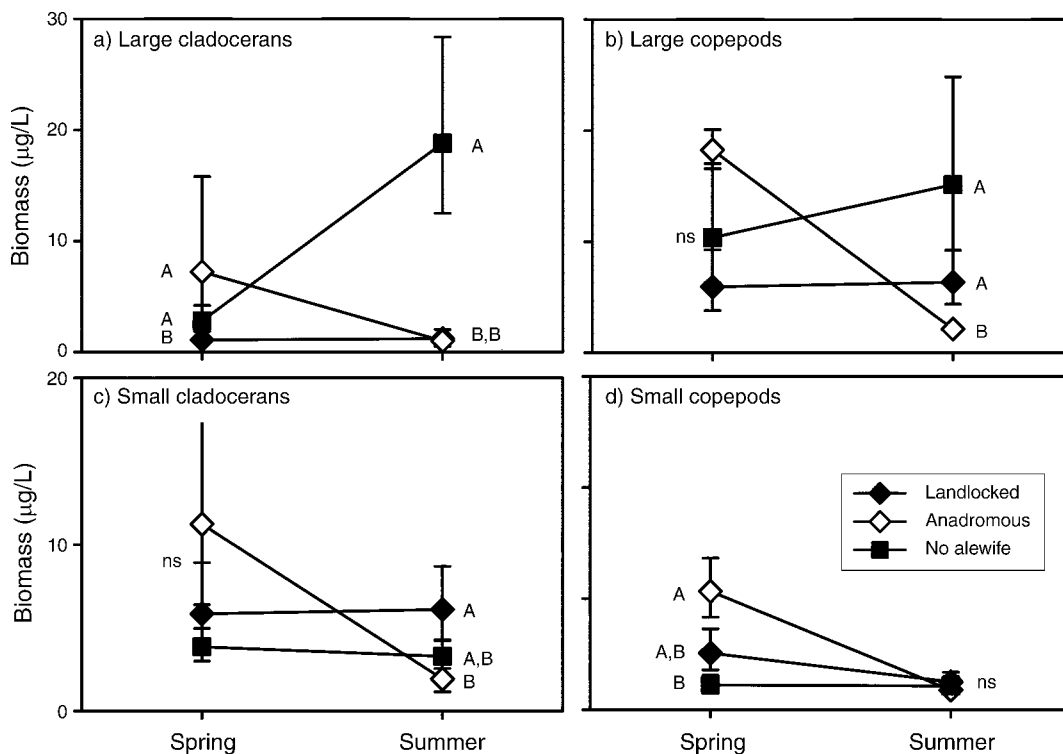 a) Large cladocerans
b) Large copepods
30
20
10
0
Biomass (μg/L)
A
A
B
A
B,B
ns
A
A
B
c) Small cladocerans
d) Small copepods
20
10
0
Biomass (μg/L)
ns
A
A,B
B
A
A,B
B
ns
Landlocked
Anadromous
No alewife
Spring
Summer
Spring
Summer